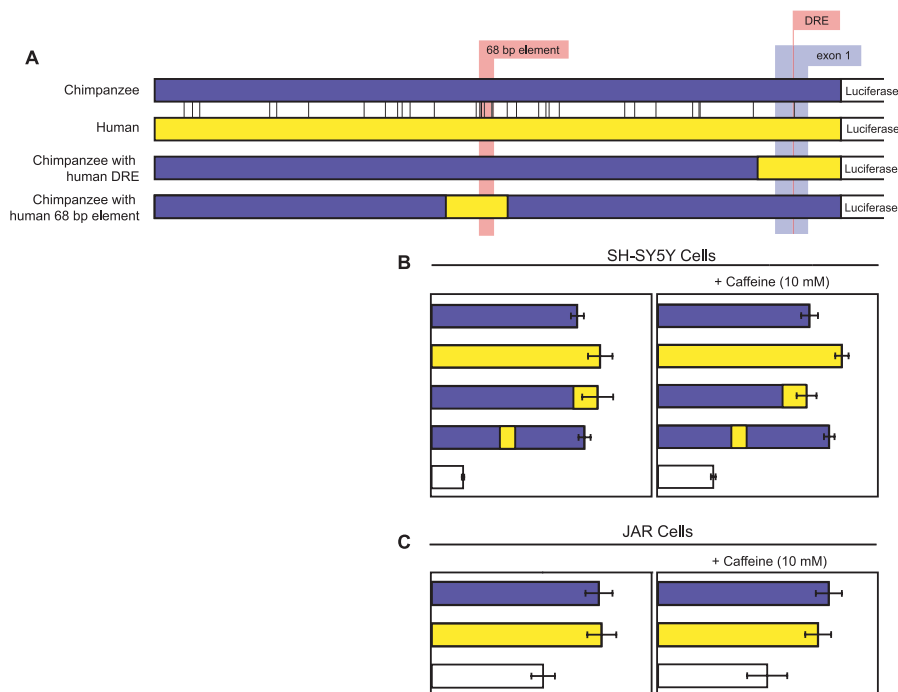 DRE
A
68 bp element
exon 1
Chimpanzee
Luciferase
Human
Luciferase
Chimpanzee with
human DRE
Luciferase
Chimpanzee with
human 68 bp element
Luciferase
B
SH-SY5Y Cells
+ Caffeine (10 mM)
C
JAR Cells
+ Caffeine (10 mM)